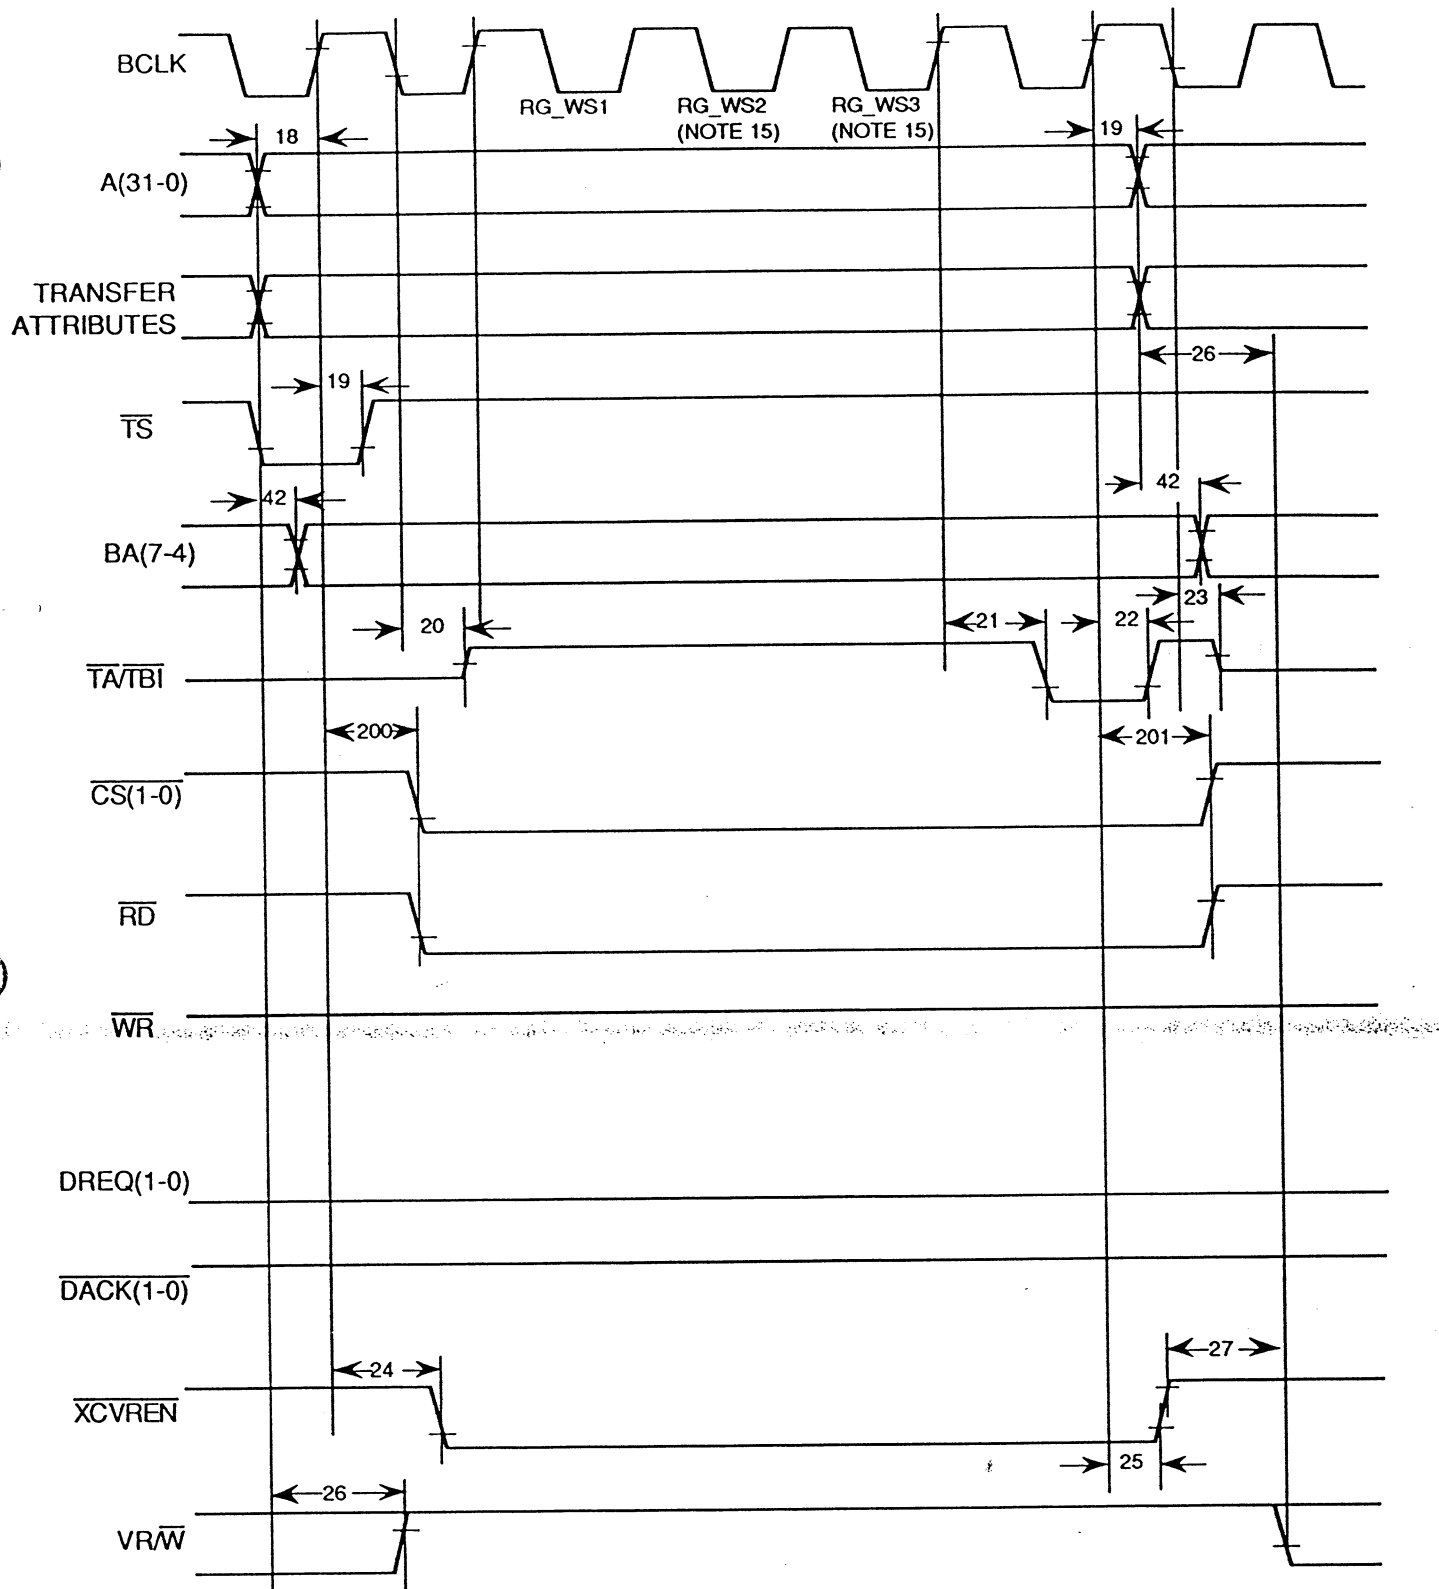 BCLK
RG_WS1
RG_WS2
(NOTE 15)
RG_WS3
(NOTE 15)
18
19
A(31-0)
TRANSFER
ATTRIBUTES
26
19
TS
42
42
BA(7-4)
23
20
21
22
TA/TBI
200
201
CS(1-0)
RD
WR
DREQ(1-0)
DACK(1-0)
27
24
XCVREN
25
26
VR/W